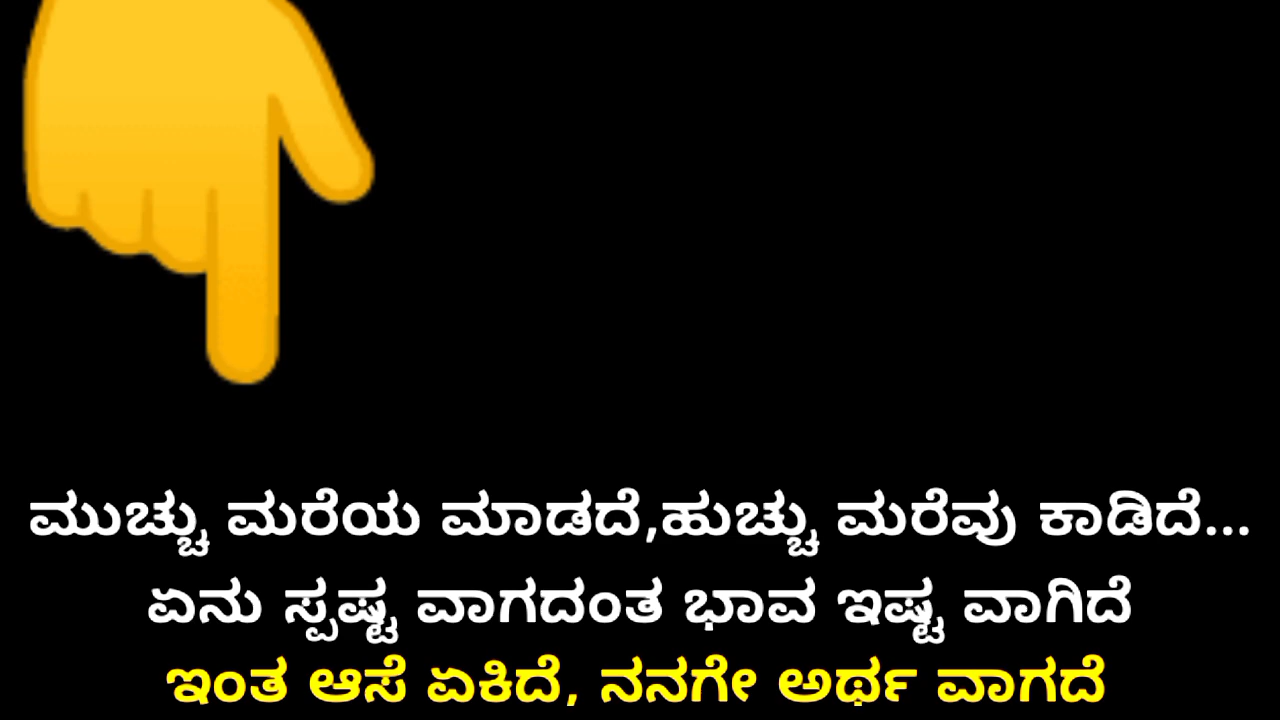 ಮುಚ್ಚು ಮರೆಯ ಮಾಡದೆ,ಹುಚ್ಚು ಮರೆವು ಕಾಡಿದೆ...
ಏನು ಸ್ಪಷ್ಟ ವಾಗದಂತ ಭಾವ ಇಷ್ಟ ವಾಗಿದೆ
ಇಂತ ಆಸೆ ಏಕಿದೆ, ನನಗೇ ಅರ್ಥ ವಾಗದೆ